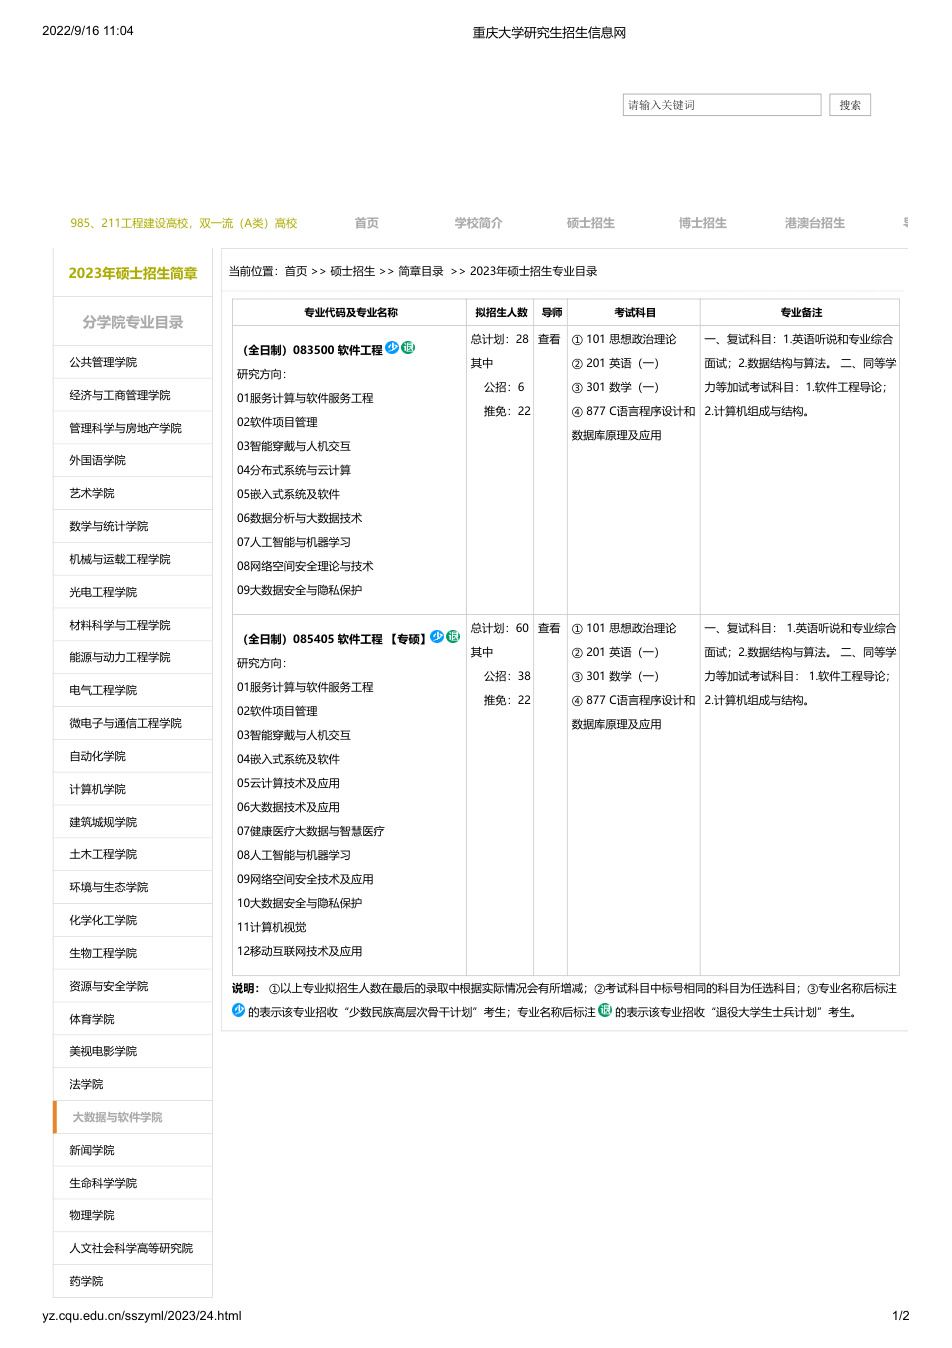 2022/9/16 11:04
重庆大学研究生招生信息网
请输入关键词
搜索
985、211工程建设高校，双一流（A类）高校
首页
学校简介
硕士招生
博士招生
港澳台招生
2023年硕士招生简章
分学院专业目录
公共管理学院
经济与工商管理学院
管理科学与房地产学院
外国语学院
艺术学院
数学与统计学院
机械与运载工程学院
光电工程学院
材料科学与工程学院
能源与动力工程学院
电气工程学院
微电子与通信工程学院
自动化学院
计算机学院
建筑城规学院
土木工程学院
环境与生态学院
化学化工学院
生物工程学院
资源与安全学院
体育学院
美视电影学院
法学院
大数据与软件学院
新闻学院
生命科学学院
物理学院
人文社会科学高等研究院
药学院
当前位置：首页 >> 硕士招生 >> 简章目录 >> 2023年硕士招生专业目录
专业代码及专业名称
拟招生人数
导师
考试科目
专业备注
（全日制）083500 软件工程 少 退
研究方向：
01服务计算与软件服务工程
02软件项目管理
03智能穿戴与人机交互
04分布式系统与云计算
05嵌入式系统及软件
06数据分析与大数据技术
07人工智能与机器学习
08网络空间安全理论与技术
09大数据安全与隐私保护
总计划：28
其中
公招：6
推免：22
查看
① 101 思想政治理论
② 201 英语（一）
③ 301 数学（一）
④ 877 C语言程序设计和
数据库原理及应用
一、复试科目：1.英语听说和专业综合
面试；2.数据结构与算法。 二、同等学
力等加试考试科目：1.软件工程导论；
2.计算机组成与结构。
（全日制）085405 软件工程 【专硕】 少 退
研究方向：
01服务计算与软件服务工程
02软件项目管理
03智能穿戴与人机交互
04嵌入式系统及软件
05云计算技术及应用
06大数据技术及应用
07健康医疗大数据与智慧医疗
08人工智能与机器学习
09网络空间安全技术及应用
10大数据安全与隐私保护
11计算机视觉
12移动互联网技术及应用
总计划：60
其中
公招：38
推免：22
查看
① 101 思想政治理论
② 201 英语（一）
③ 301 数学（一）
④ 877 C语言程序设计和
数据库原理及应用
一、复试科目： 1.英语听说和专业综合
面试；2.数据结构与算法。 二、同等学
力等加试考试科目： 1.软件工程导论；
2.计算机组成与结构。
说明： ①以上专业拟招生人数在最后的录取中根据实际情况会有所增减；②考试科目中标号相同的科目为任选科目；③专业名称后标注
少 的表示该专业招收“少数民族高层次骨干计划”考生；专业名称后标注 退 的表示该专业招收“退役大学生士兵计划”考生。
yz.cqu.edu.cn/sszyml/2023/24.html
1/2